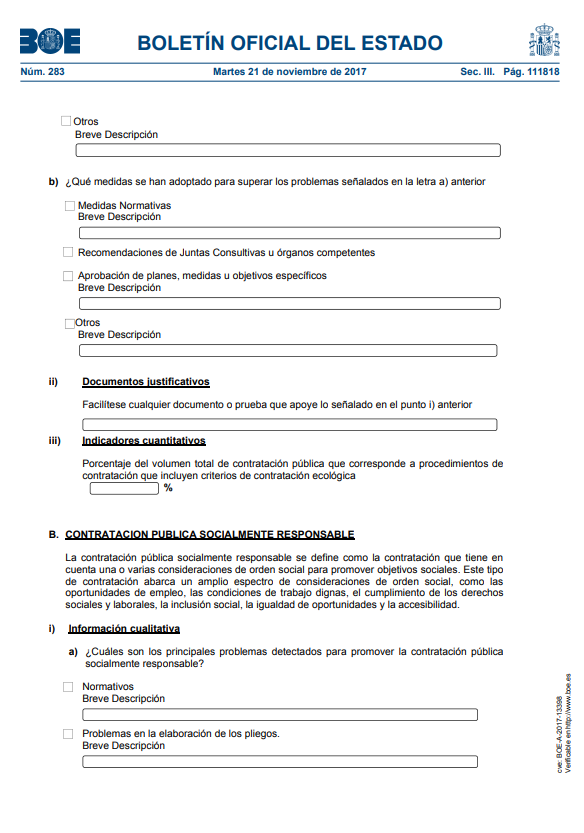 BOE
BOLETÍN OFICIAL DEL ESTADO
Núm. 283
Martes 21 de noviembre de 2017
Sec. III. Pág. 111818
Otros
Breve Descripción
b) ¿Qué medidas se han adoptado para superar los problemas señalados en la letra a) anterior
Medidas Normativas
Breve Descripción
Recomendaciones de Juntas Consultivas u órganos competentes
Aprobación de planes, medidas u objetivos específicos
Breve Descripción
Otros
Breve Descripción
ii) Documentos justificativos
Facilítese cualquier documento o prueba que apoye lo señalado en el punto i) anterior
iii) Indicadores cuantitativos
Porcentaje del volumen total de contratación pública que corresponde a procedimientos de
contratación que incluyen criterios de contratación ecológica
%
B. CONTRATACION PUBLICA SOCIALMENTE RESPONSABLE
La contratación pública socialmente responsable se define como la contratación que tiene en
cuenta una o varias consideraciones de orden social para promover objetivos sociales. Este tipo
de contratación abarca un amplio espectro de consideraciones de orden social, como las
oportunidades de empleo, las condiciones de trabajo dignas, el cumplimiento de los derechos
sociales y laborales, la inclusión social, la igualdad de oportunidades y la accesibilidad.
i) Información cualitativa
a) ¿Cuáles son los principales problemas detectados para promover la contratación pública
socialmente responsable?
Normativos
Breve Descripción
Problemas en la elaboración de los pliegos.
Breve Descripción
cve: BOE-A-2017-13398
Verificable en http://www.boe.es